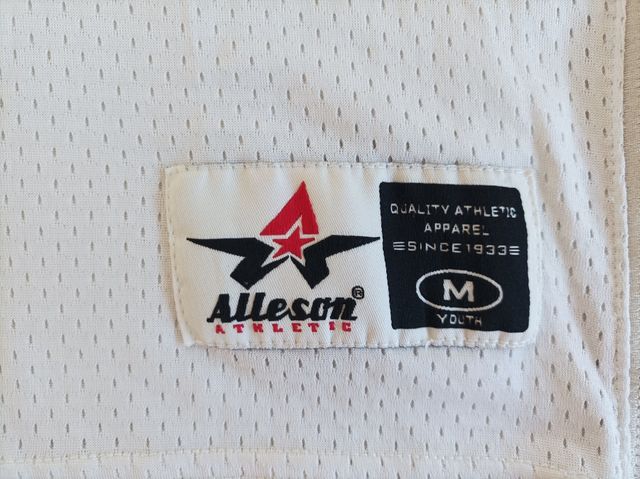 Alleson®
ATHLETIC
QUALITY ATHLETIC
APPAREL
SINCE 1933
M
YOUTH